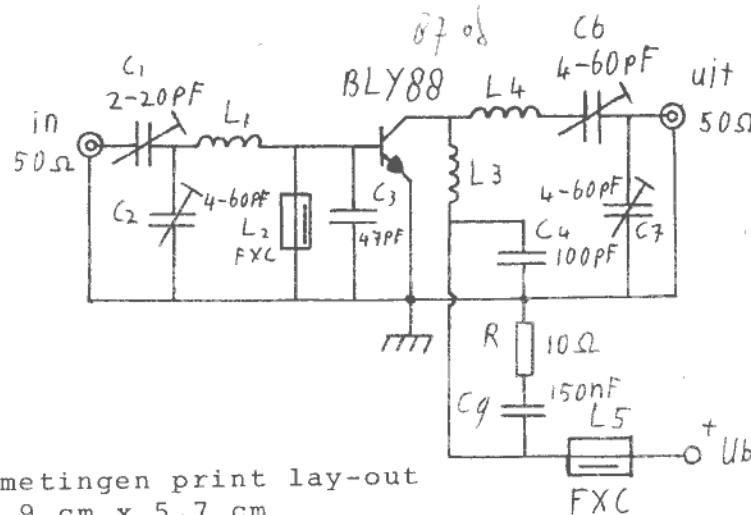 87 of
BLY88
C6
4-60pF
uit
50Ω
in
50Ω
C1
2-20pF
L1
L4
C2
4-60pF
L2
FXC
C3
47pF
L3
4-60pF
C7
C4
100pF
R
10Ω
C9
150nF
L5
FXC
+
Ub
metingen print lay-out
9 cm x 5,7 cm